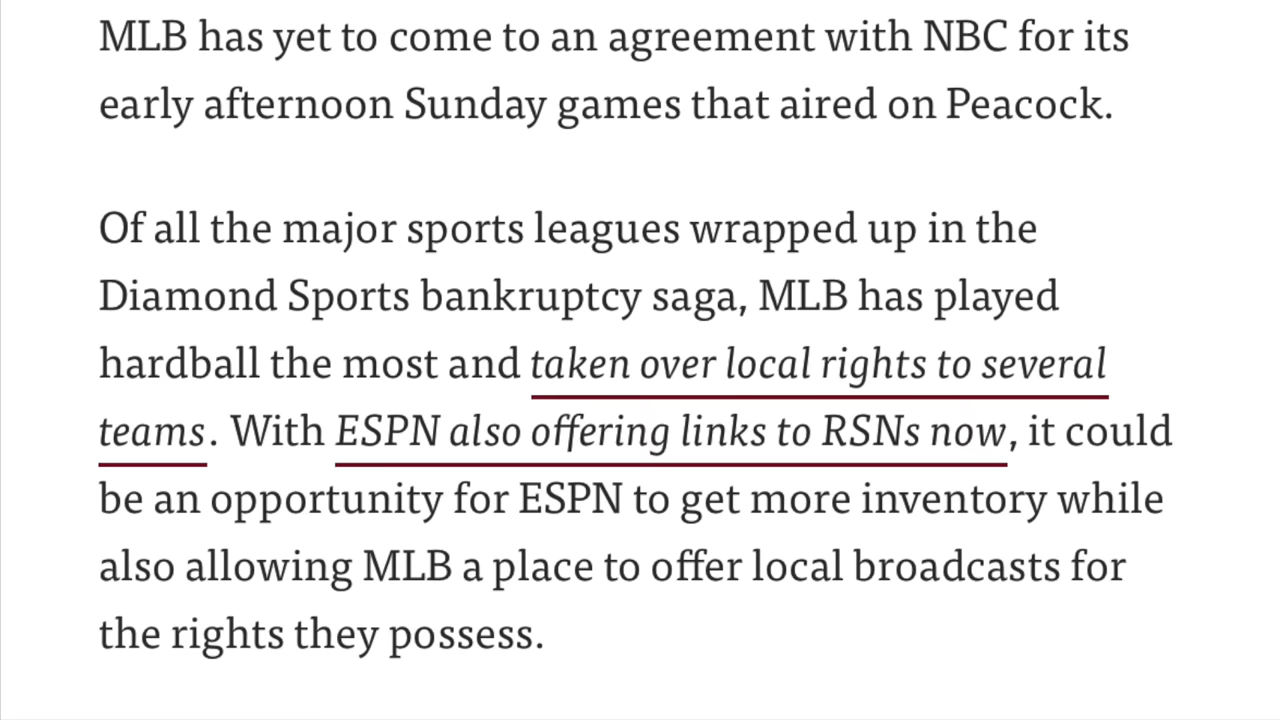 MLB has yet to come to an agreement with NBC for its
early afternoon Sunday games that aired on Peacock.
Of all the major sports leagues wrapped up in the
Diamond Sports bankruptcy saga, MLB has played
hardball the most and taken over local rights to several
teams. With ESPN also offering links to RSNs now, it could
be an opportunity for ESPN to get more inventory while
also allowing MLB a place to offer local broadcasts for
the rights they possess.